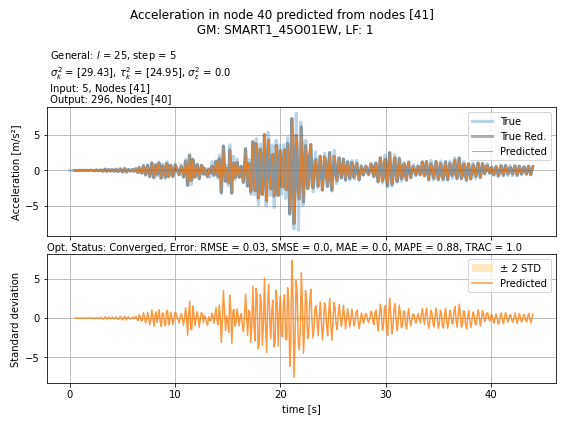 Acceleration in node 40 predicted from nodes [41]
GM: SMART1_45O01EW, LF: 1
General: l = 25, step = 5
σ²ₖ = [29.43], τ²ₖ = [24.95], σ²ε = 0.0
Input: 5, Nodes [41]
Output: 296, Nodes [40]
Acceleration [m/s²]
5
0
−5
True
True Red.
Predicted
Opt. Status: Converged, Error: RMSE = 0.03, SMSE = 0.0, MAE = 0.0, MAPE = 0.88, TRAC = 1.0
Standard deviation
5
0
−5
± 2 STD
Predicted
0 10 20 30 40
time [s]